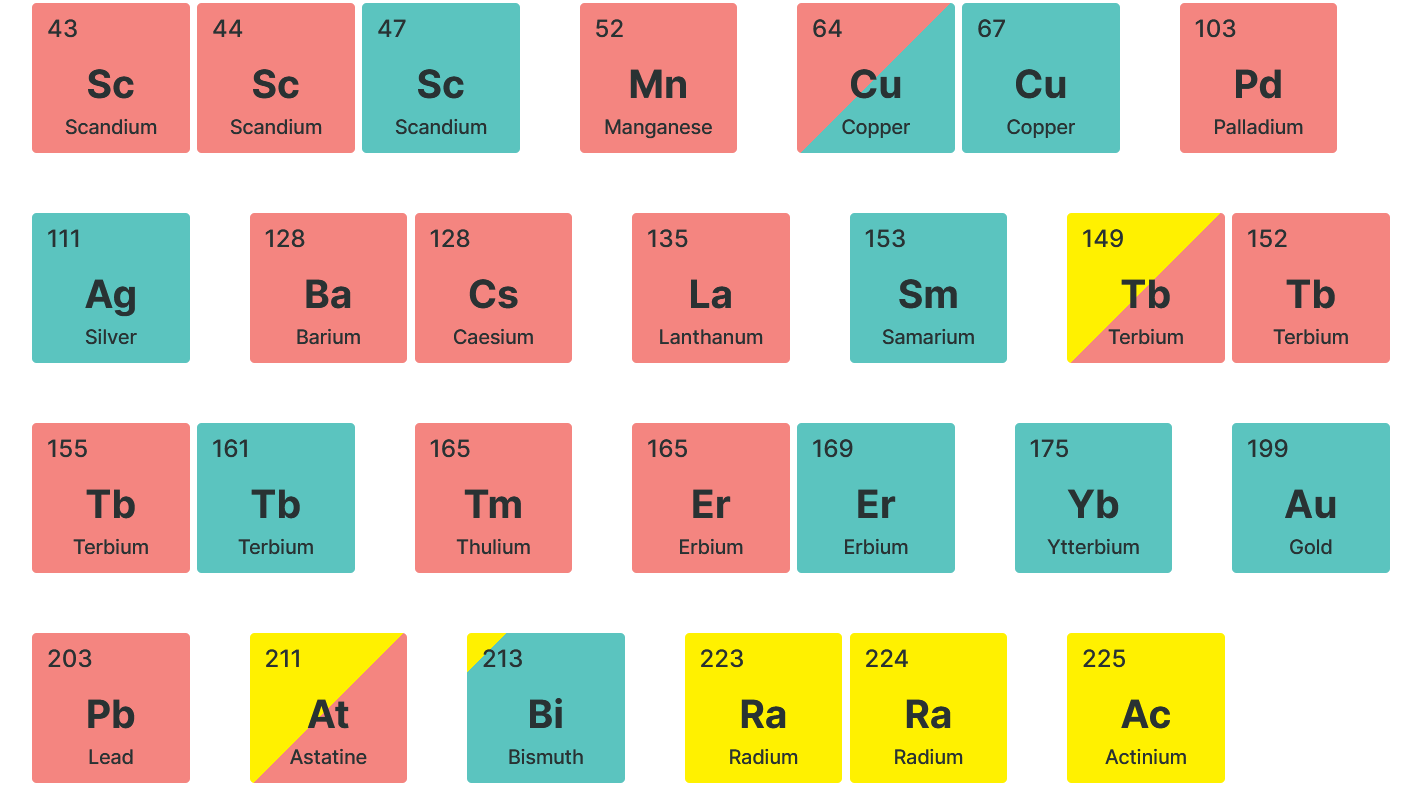 43 44 47 52 64 67 103
Sc Sc Sc Mn Cu Cu Pd
Scandium Scandium Scandium Manganese Copper Copper Palladium
111 128 128 135 153 149 152
Ag Ba Cs La Sm Tb Tb
Silver Barium Caesium Lanthanum Samarium Terbium Terbium
155 161 165 165 169 175 199
Tb Tb Tm Er Er Yb Au
Terbium Terbium Thulium Erbium Erbium Ytterbium Gold
203 211 213 223 224 225
Pb At Bi Ra Ra Ac
Lead Astatine Bismuth Radium Radium Actinium